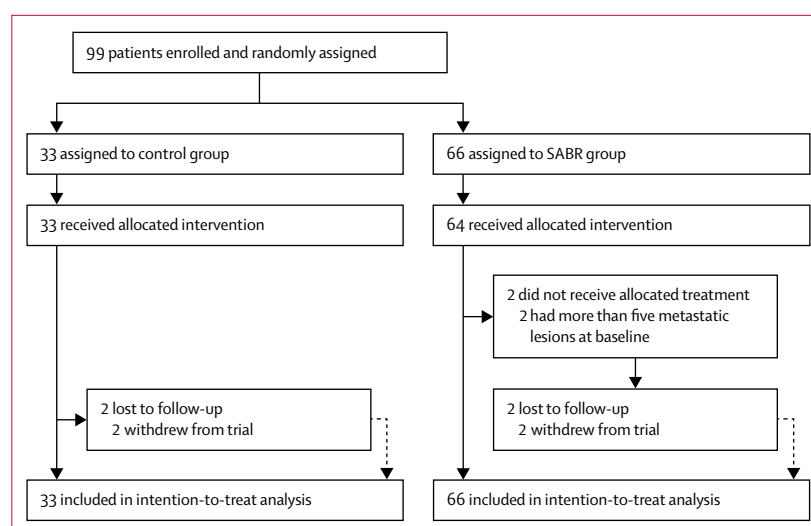 99 patients enrolled and randomly assigned
33 assigned to control group
66 assigned to SABR group
33 received allocated intervention
64 received allocated intervention
2 did not receive allocated treatment
2 had more than five metastatic
lesions at baseline
2 lost to follow-up
2 withdrew from trial
2 lost to follow-up
2 withdrew from trial
33 included in intention-to-treat analysis
66 included in intention-to-treat analysis